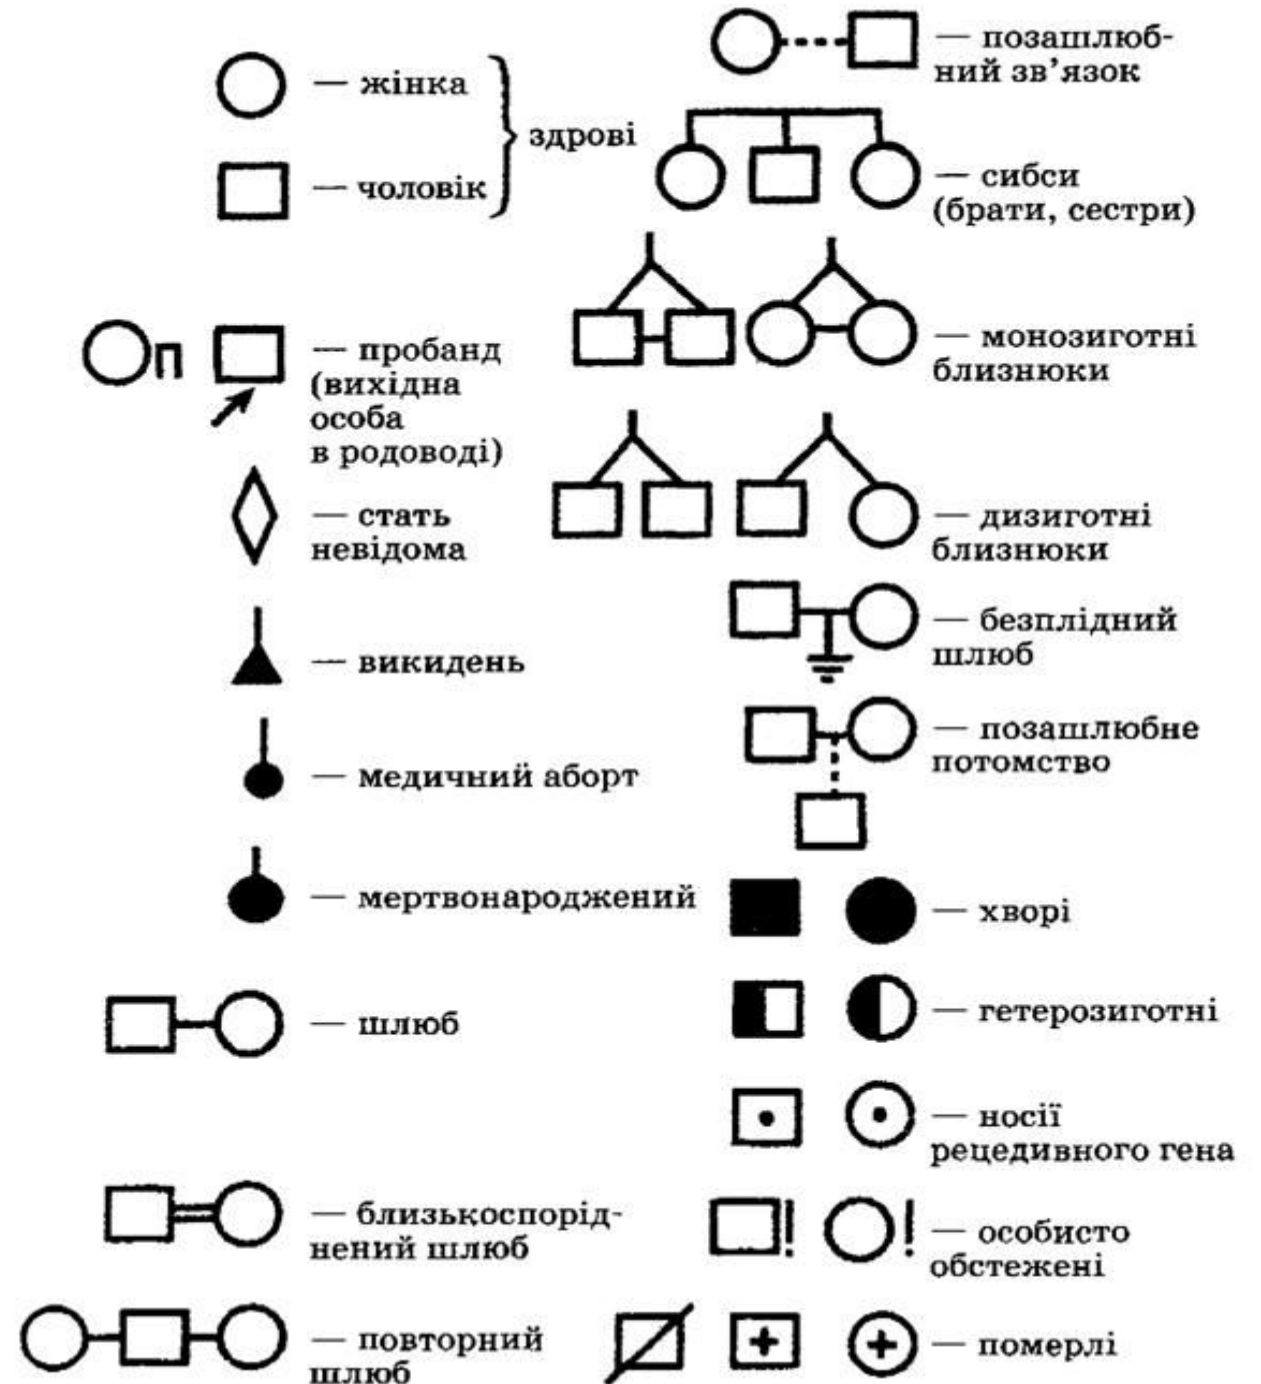 — жінка
— чоловік
здрові
П
— пробанд
(вихідна
особа
в родоводі)
— стать
невідома
— викидень
— медичний аборт
— мертвонароджений
— шлюб
— близькоспорід-
нений шлюб
— повторний
шлюб
— позашлюб-
ний зв’язок
— сибси
(брати, сестри)
— монозиготні
близнюки
— дизиготні
близнюки
— безплідний
шлюб
— позашлюбне
потомство
— хворі
— гетерозиготні
— носії
рецедивного гена
! !
— особисто
обстежені
— померлі